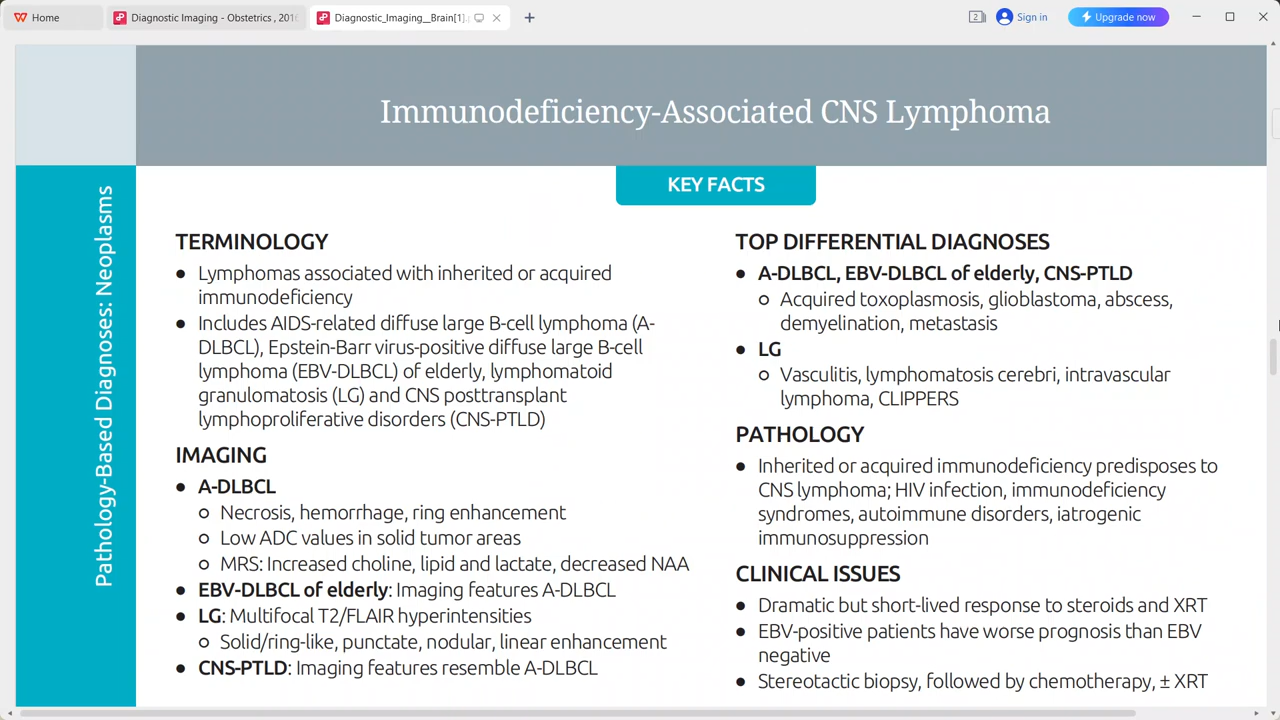 Home
Diagnostic Imaging - Obstetrics , 2016
Diagnostic_Imaging__Brain[1].
Sign in
Upgrade now
Immunodeficiency-Associated CNS Lymphoma
Pathology-Based Diagnoses: Neoplasms
KEY FACTS
TERMINOLOGY
● Lymphomas associated with inherited or acquired
immunodeficiency
● Includes AIDS-related diffuse large B-cell lymphoma (A-
DLBCL), Epstein-Barr virus-positive diffuse large B-cell
lymphoma (EBV-DLBCL) of elderly, lymphomatoid
granulomatosis (LG) and CNS posttransplant
lymphoproliferative disorders (CNS-PTLD)
IMAGING
● A-DLBCL
○ Necrosis, hemorrhage, ring enhancement
○ Low ADC values in solid tumor areas
○ MRS: Increased choline, lipid and lactate, decreased NAA
● EBV-DLBCL of elderly: Imaging features A-DLBCL
● LG: Multifocal T2/FLAIR hyperintensities
○ Solid/ring-like, punctate, nodular, linear enhancement
● CNS-PTLD: Imaging features resemble A-DLBCL
TOP DIFFERENTIAL DIAGNOSES
● A-DLBCL, EBV-DLBCL of elderly, CNS-PTLD
○ Acquired toxoplasmosis, glioblastoma, abscess,
demyelination, metastasis
● LG
○ Vasculitis, lymphomatosis cerebri, intravascular
lymphoma, CLIPPERS
PATHOLOGY
● Inherited or acquired immunodeficiency predisposes to
CNS lymphoma; HIV infection, immunodeficiency
syndromes, autoimmune disorders, iatrogenic
immunosuppression
CLINICAL ISSUES
● Dramatic but short-lived response to steroids and XRT
● EBV-positive patients have worse prognosis than EBV
negative
● Stereotactic biopsy, followed by chemotherapy, ± XRT